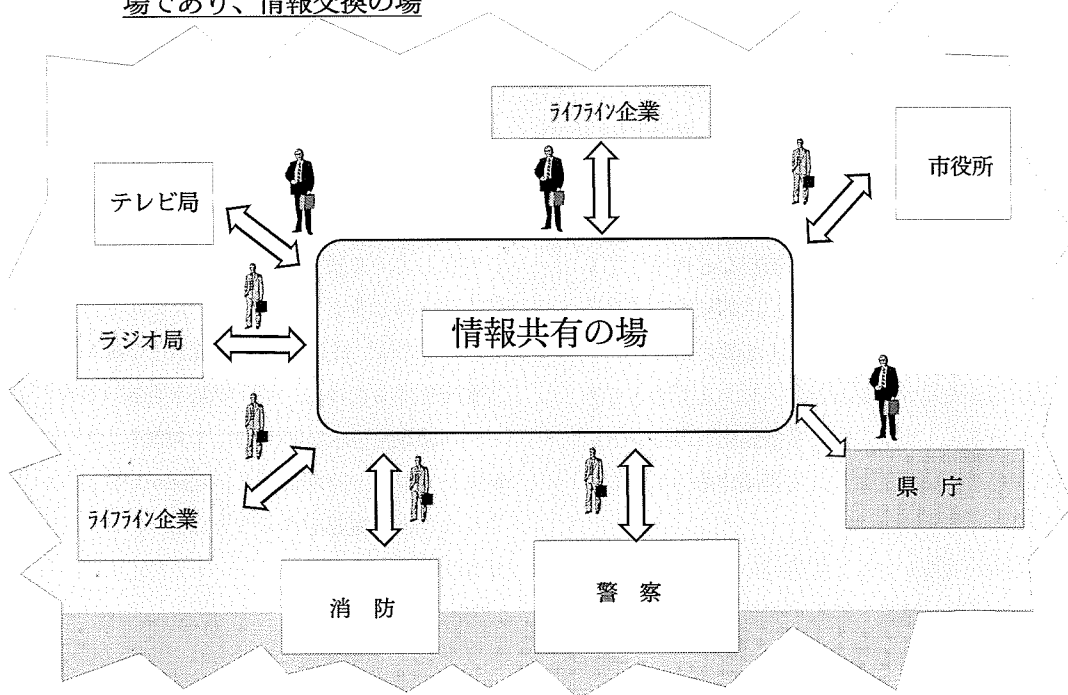 場であり、情報交換の場
ﾗｲﾌﾗｲﾝ企業
市役所
テレビ局
ラジオ局
情報共有の場
県 庁
ﾗｲﾌﾗｲﾝ企業
消 防
警 察